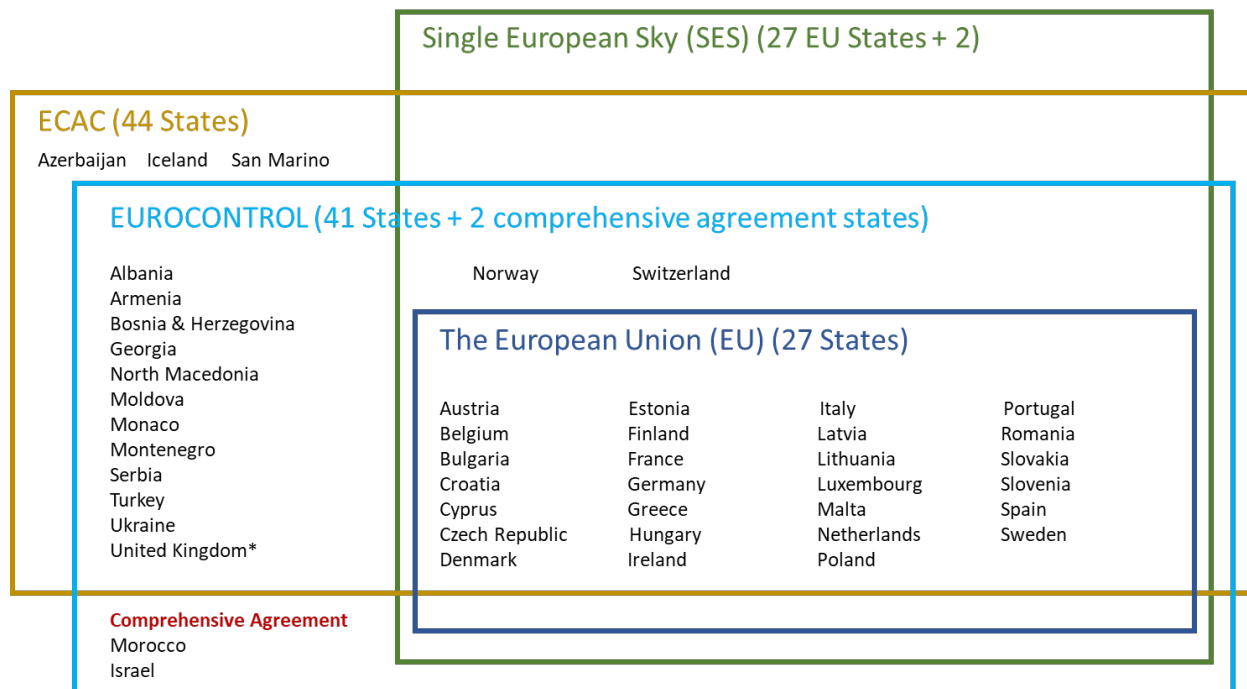 Single European Sky (SES) (27 EU States + 2)
ECAC (44 States)
Azerbaijan Iceland San Marino
EUROCONTROL (41 States + 2 comprehensive agreement states)
Albania
Armenia
Bosnia & Herzegovina
Georgia
North Macedonia
Moldova
Monaco
Montenegro
Serbia
Turkey
Ukraine
United Kingdom*
Norway Switzerland
The European Union (EU) (27 States)
Austria Estonia Italy Portugal
Belgium Finland Latvia Romania
Bulgaria France Lithuania Slovakia
Croatia Germany Luxembourg Slovenia
Cyprus Greece Malta Spain
Czech Republic Hungary Netherlands Sweden
Denmark Ireland Poland
Comprehensive Agreement
Morocco
Israel